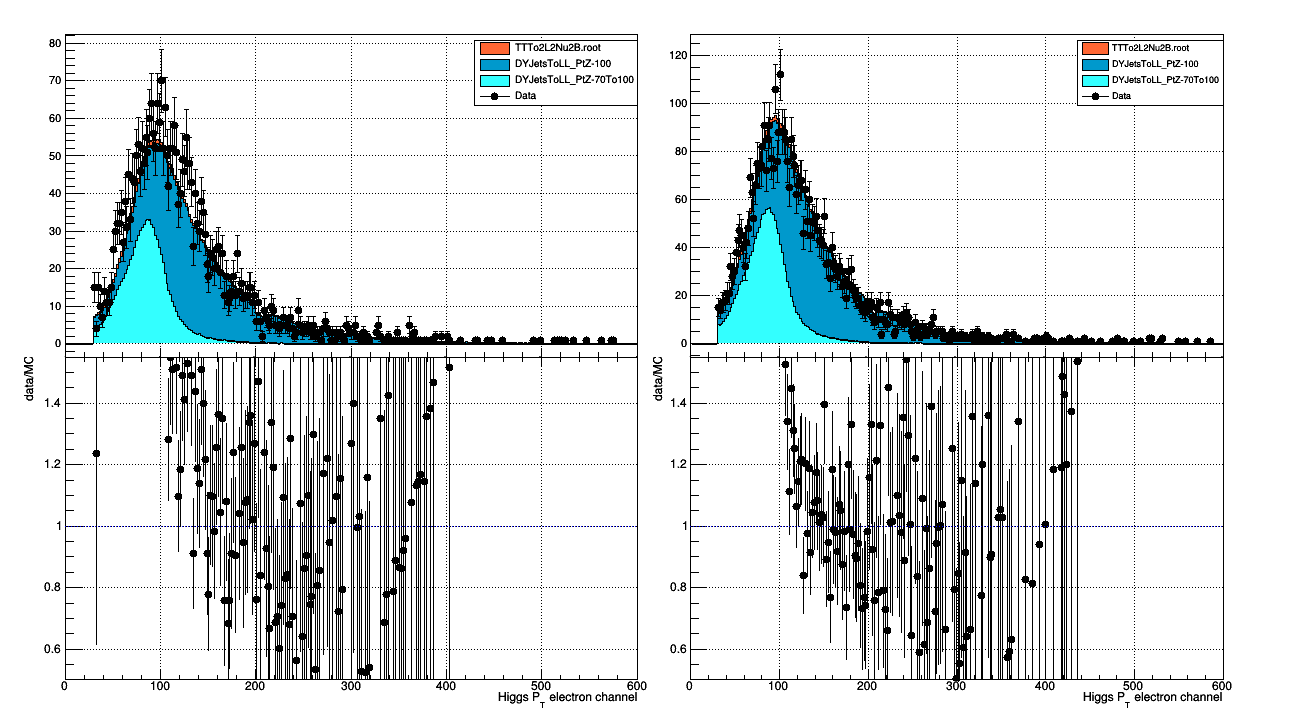 80
70
60
50
40
30
20
10
0
TTTo2L2Nu2B.root
DYJetsToLL_PtZ-100
DYJetsToLL_PtZ-70To100
Data
data/MC
1.4
1.2
1
0.8
0.6
0 100 200 300 400 500 600
Higgs P_T electron channel
120
100
80
60
40
20
0
TTTo2L2Nu2B.root
DYJetsToLL_PtZ-100
DYJetsToLL_PtZ-70To100
Data
data/MC
1.4
1.2
1
0.8
0.6
0 100 200 300 400 500 600
Higgs P_T electron channel